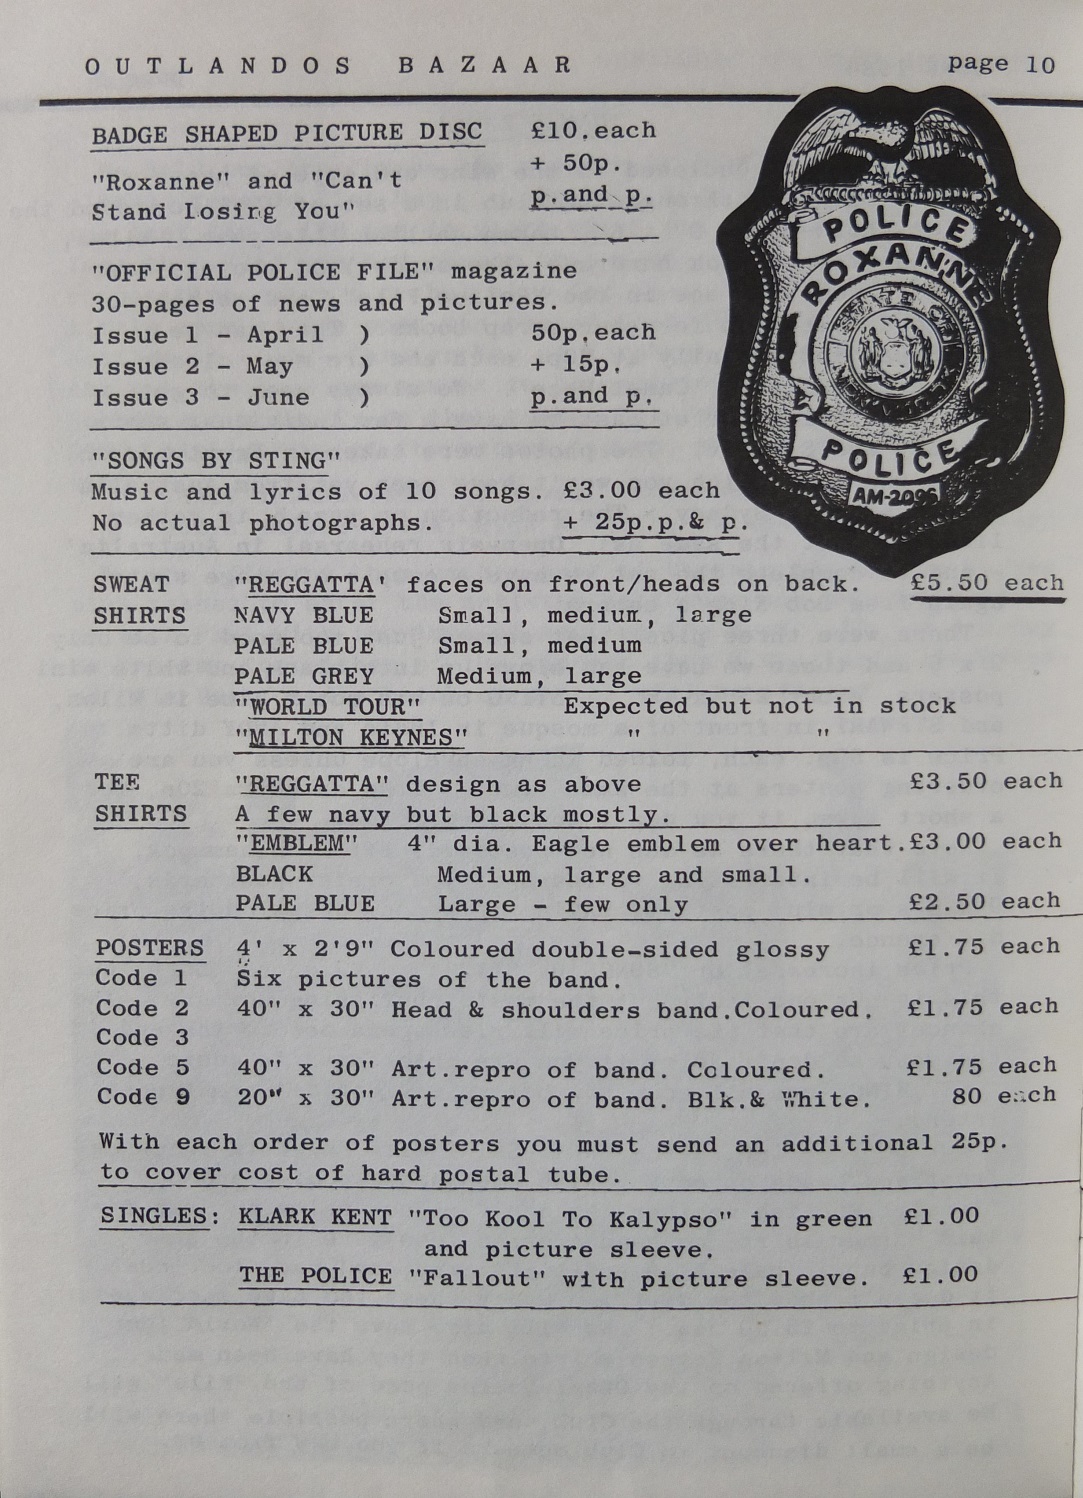 OUTLANDOS BAZAAR page 10
BADGE SHAPED PICTURE DISC £10.each
+ 50p.
"Roxanne" and "Can't p.and p.
Stand Losing You"
"OFFICIAL POLICE FILE" magazine
30-pages of news and pictures.
Issue 1 - April ) 50p.each
Issue 2 - May ) + 15p.
Issue 3 - June ) p.and p.
"SONGS BY STING"
Music and lyrics of 10 songs. £3.00 each
No actual photographs. + 25p.p.& p.
POLICE
ROXANNE
STATE OF
POLICE
AM-2096
SWEAT "REGGATTA' faces on front/heads on back. £5.50 each
SHIRTS NAVY BLUE Small, medium, large
PALE BLUE Small, medium
PALE GREY Medium, large
"WORLD TOUR" Expected but not in stock
"MILTON KEYNES" " "
TEE "REGGATTA" design as above £3.50 each
SHIRTS A few navy but black mostly.
"EMBLEM" 4" dia. Eagle emblem over heart.£3.00 each
BLACK Medium, large and small.
PALE BLUE Large - few only £2.50 each
POSTERS 4' x 2'9" Coloured double-sided glossy £1.75 each
Code 1 Six pictures of the band.
Code 2 40" x 30" Head & shoulders band.Coloured. £1.75 each
Code 3
Code 5 40" x 30" Art.repro of band. Coloured. £1.75 each
Code 9 20" x 30" Art.repro of band. Blk.& White. 80 each
With each order of posters you must send an additional 25p.
to cover cost of hard postal tube.
SINGLES: KLARK KENT "Too Kool To Kalypso" in green £1.00
and picture sleeve.
THE POLICE "Fallout" with picture sleeve. £1.00